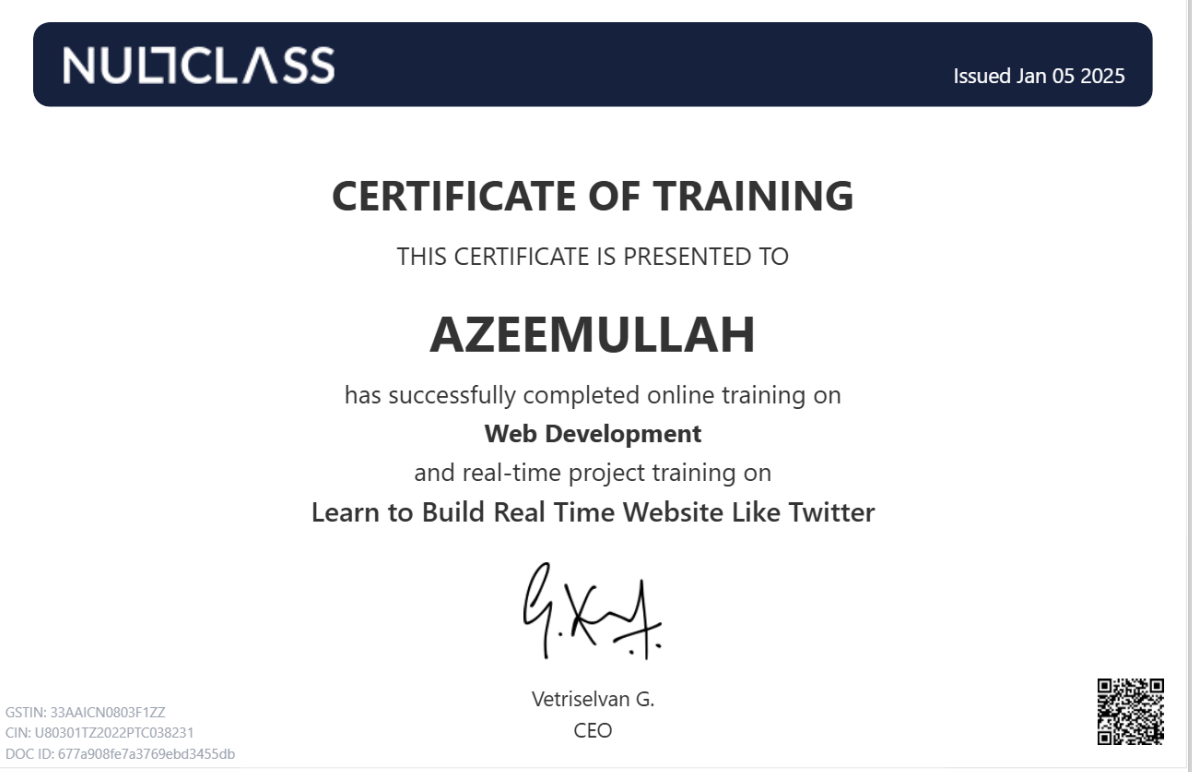 NULLCLASS
Issued Jan 05 2025
CERTIFICATE OF TRAINING
THIS CERTIFICATE IS PRESENTED TO
AZEEMULLAH
has successfully completed online training on
Web Development
and real-time project training on
Learn to Build Real Time Website Like Twitter
Vetriselvan G.
CEO
GSTIN: 33AAICN0803F1ZZ
CIN: U80301TZ2022PTC038231
DOC ID: 677a908fe7a3769ebd3455db